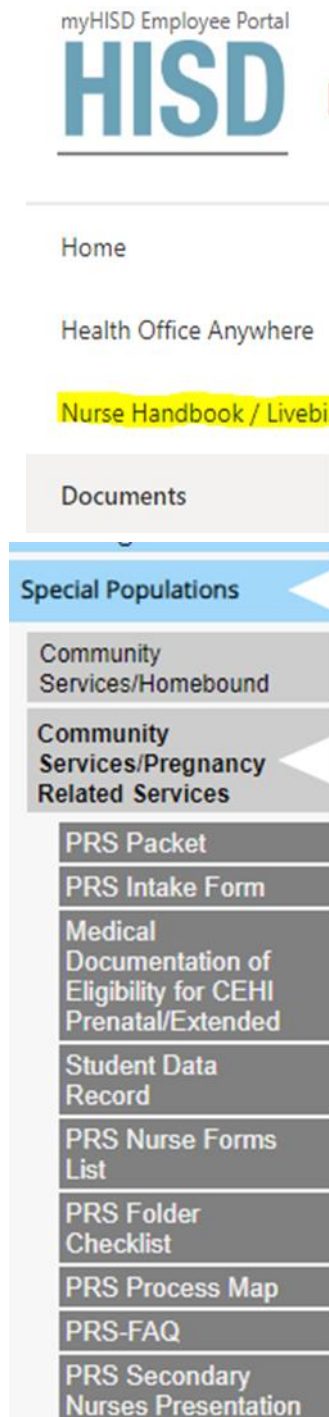 myHISD Employee Portal
HISD
Home
Health Office Anywhere
Nurse Handbook / Livebi
Documents
Special Populations
Community
Services/Homebound
Community
Services/Pregnancy
Related Services
PRS Packet
PRS Intake Form
Medical
Documentation of
Eligibility for CEHI
Prenatal/Extended
Student Data
Record
PRS Nurse Forms
List
PRS Folder
Checklist
PRS Process Map
PRS-FAQ
PRS Secondary
Nurses Presentation